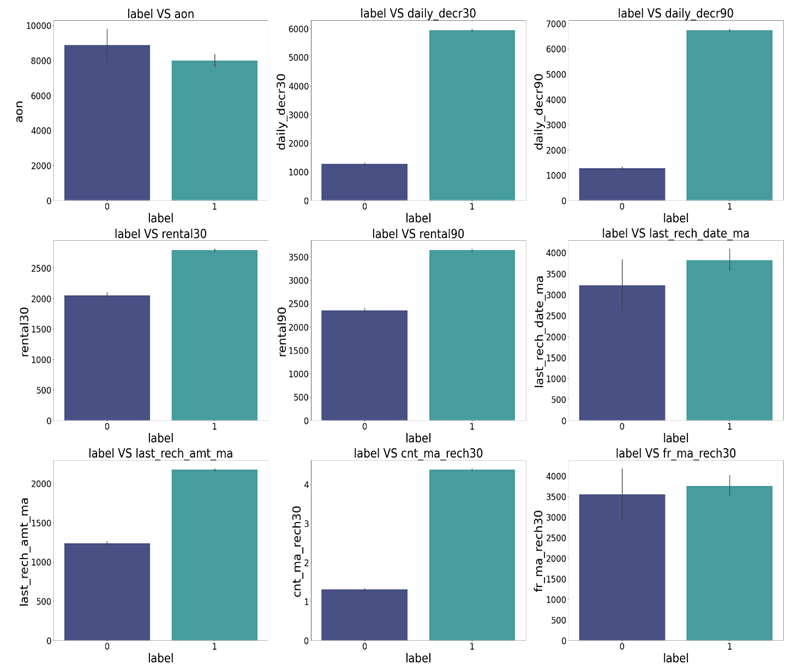 label VS aon
10000
8000
6000
4000
2000
0
aon
0 1
label
label VS daily_decr30
6000
5000
4000
3000
2000
1000
0
daily_decr30
0 1
label
label VS daily_decr90
7000
6000
5000
4000
3000
2000
1000
0
daily_decr90
0 1
label
label VS rental30
2500
2000
1500
1000
500
0
rental30
0 1
label
label VS rental90
3500
3000
2500
2000
1500
1000
500
0
rental90
0 1
label
label VS last_rech_date_ma
4000
3500
3000
2500
2000
1500
1000
500
0
last_rech_date_ma
0 1
label
label VS last_rech_amt_ma
2000
1500
1000
500
0
last_rech_amt_ma
0 1
label
label VS cnt_ma_rech30
4
3
2
1
0
cnt_ma_rech30
0 1
label
label VS fr_ma_rech30
4000
3500
3000
2500
2000
1500
1000
500
0
fr_ma_rech30
0 1
label